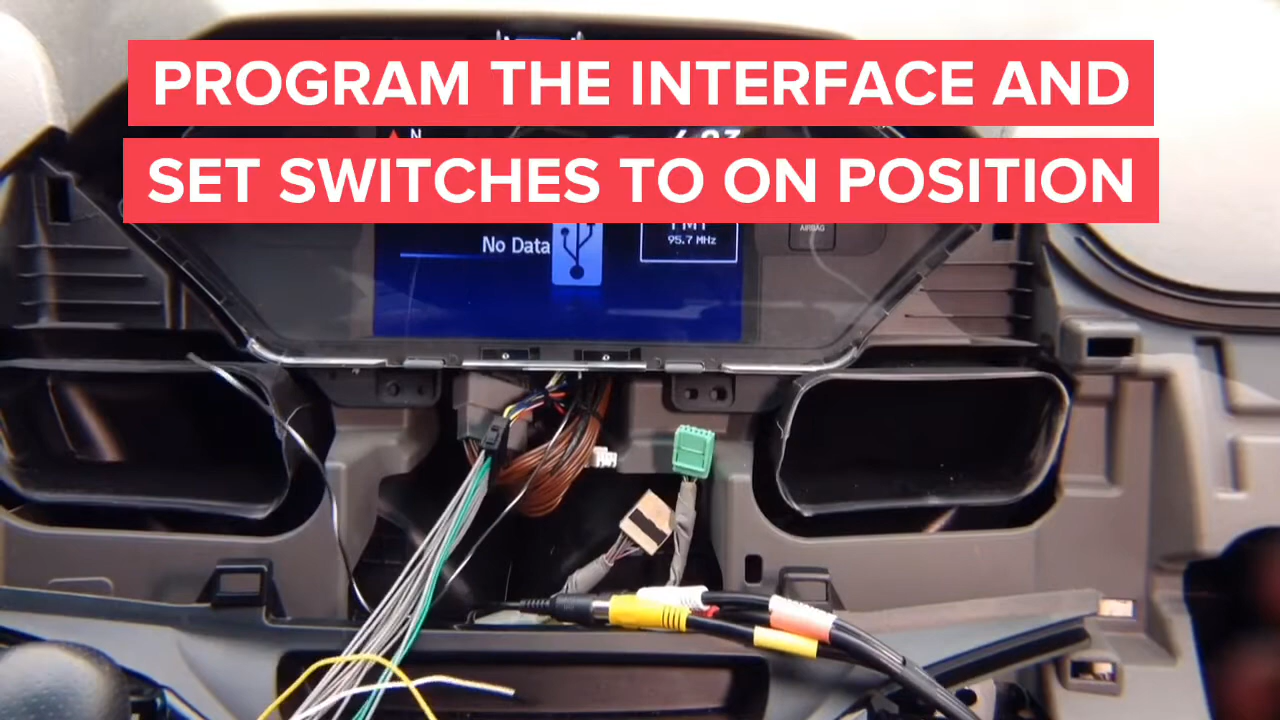 PROGRAM THE INTERFACE AND
N
SET SWITCHES TO ON POSITION
No Data
95.7 MHz
AIRBAG